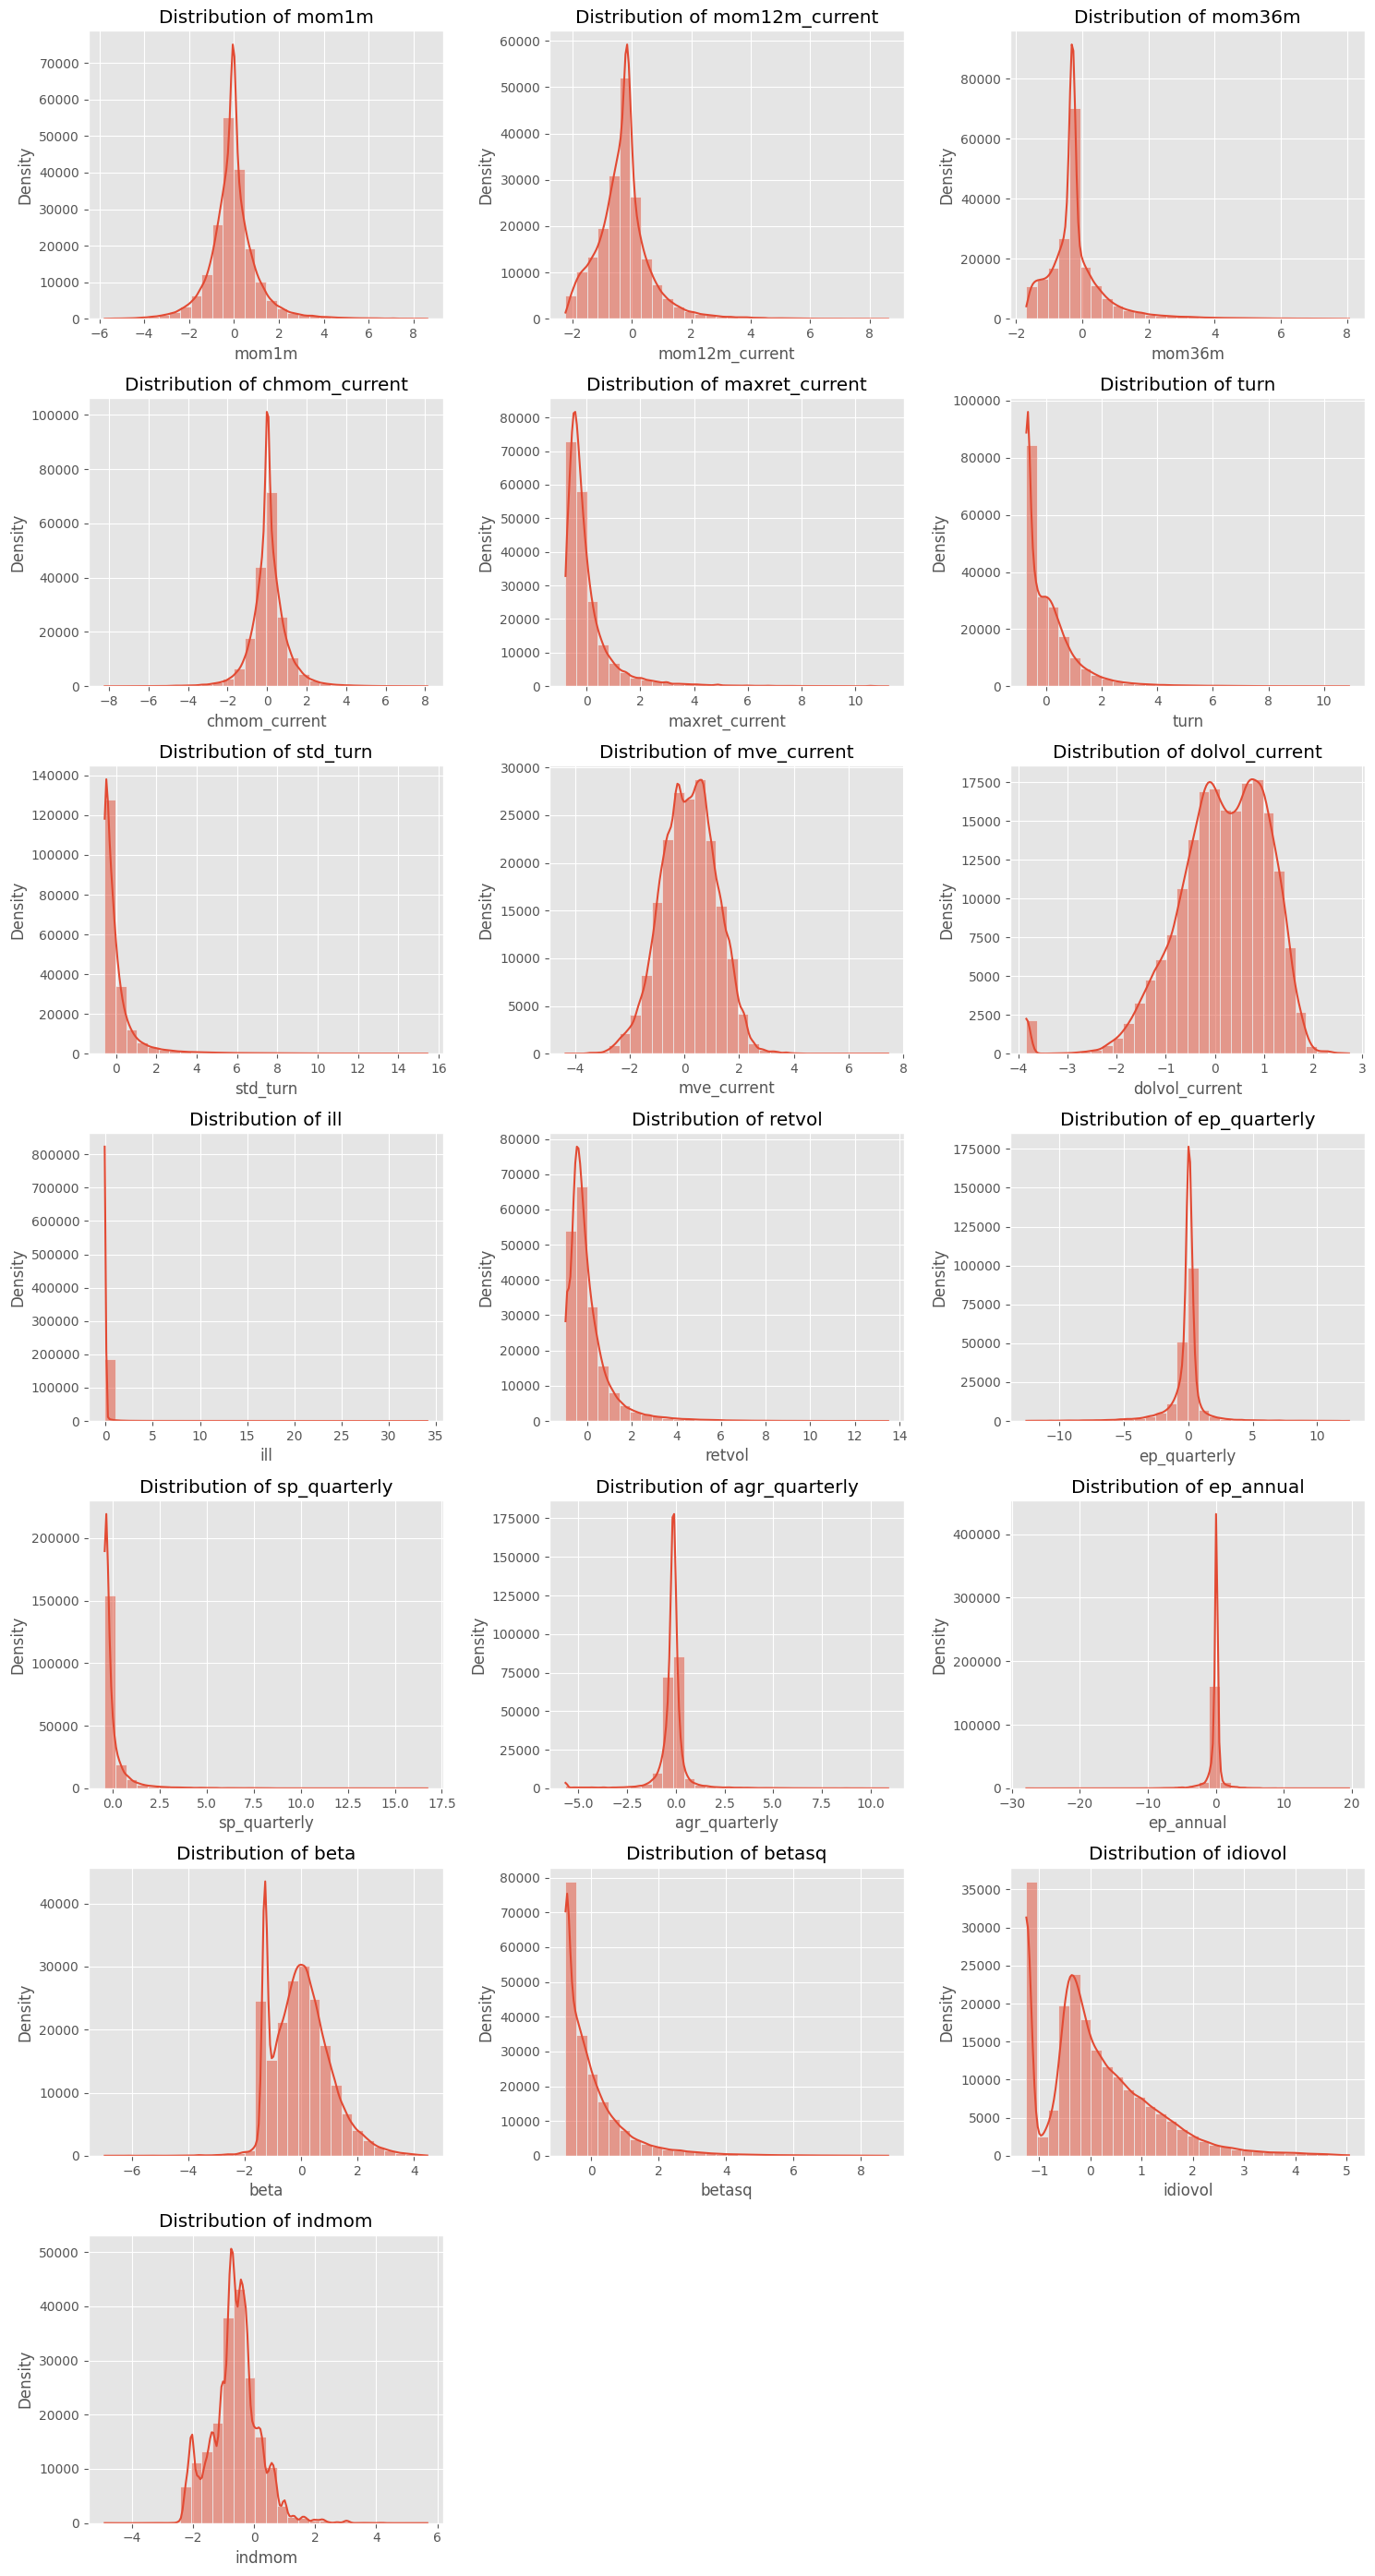 Distribution of mom1m
Distribution of mom12m_current
Distribution of mom36m
Density
70000
60000
50000
40000
30000
20000
10000
0
−6 −4 −2 0 2 4 6 8
mom1m
Density
60000
50000
40000
30000
20000
10000
0
−2 0 2 4 6 8
mom12m_current
Density
80000
60000
40000
20000
0
−2 0 2 4 6 8
mom36m
Distribution of chmom_current
Distribution of maxret_current
Distribution of turn
Density
100000
80000
60000
40000
20000
0
−8 −6 −4 −2 0 2 4 6 8
chmom_current
Density
80000
70000
60000
50000
40000
30000
20000
10000
0
0 2 4 6 8 10
maxret_current
Density
100000
80000
60000
40000
20000
0
0 2 4 6 8 10
turn
Distribution of std_turn
Distribution of mve_current
Distribution of dolvol_current
Density
140000
120000
100000
80000
60000
40000
20000
0
0 2 4 6 8 10 12 14 16
std_turn
Density
30000
25000
20000
15000
10000
5000
0
−4 −2 0 2 4 6 8
mve_current
Density
17500
15000
12500
10000
7500
5000
2500
0
−4 −3 −2 −1 0 1 2 3
dolvol_current
Distribution of ill
Distribution of retvol
Distribution of ep_quarterly
Density
800000
700000
600000
500000
400000
300000
200000
100000
0
0 5 10 15 20 25 30 35
ill
Density
80000
70000
60000
50000
40000
30000
20000
10000
0
0 2 4 6 8 10 12 14
retvol
Density
175000
150000
125000
100000
75000
50000
25000
0
−10 −5 0 5 10
ep_quarterly
Distribution of sp_quarterly
Distribution of agr_quarterly
Distribution of ep_annual
Density
200000
150000
100000
50000
0
0.0 2.5 5.0 7.5 10.0 12.5 15.0 17.5
sp_quarterly
Density
175000
150000
125000
100000
75000
50000
25000
0
−5.0 −2.5 0.0 2.5 5.0 7.5 10.0
agr_quarterly
Density
400000
300000
200000
100000
0
−30 −20 −10 0 10 20
ep_annual
Distribution of beta
Distribution of betasq
Distribution of idiovol
Density
40000
30000
20000
10000
0
−6 −4 −2 0 2 4
beta
Density
80000
70000
60000
50000
40000
30000
20000
10000
0
0 2 4 6 8
betasq
Density
35000
30000
25000
20000
15000
10000
5000
0
−1 0 1 2 3 4 5
idiovol
Distribution of indmom
Density
50000
40000
30000
20000
10000
0
−4 −2 0 2 4 6
indmom